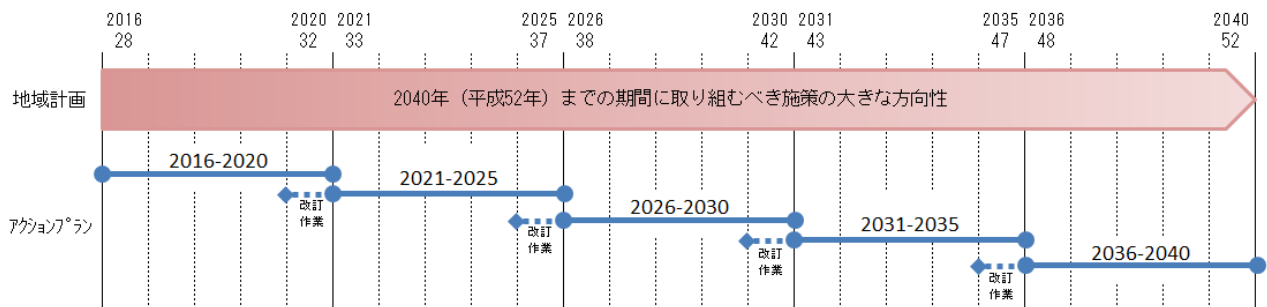 2016 2020 2021 2025 2026 2030 2031 2035 2036 2040
28 32 33 37 38 42 43 47 48 52
地域計画 2040年（平成52年）までの期間に取り組むべき施策の大きな方向性
2016-2020
2021-2025
改訂
作業
アクションプラン
2026-2030
改訂
作業
2031-2035
改訂
作業
2036-2040
改訂
作業